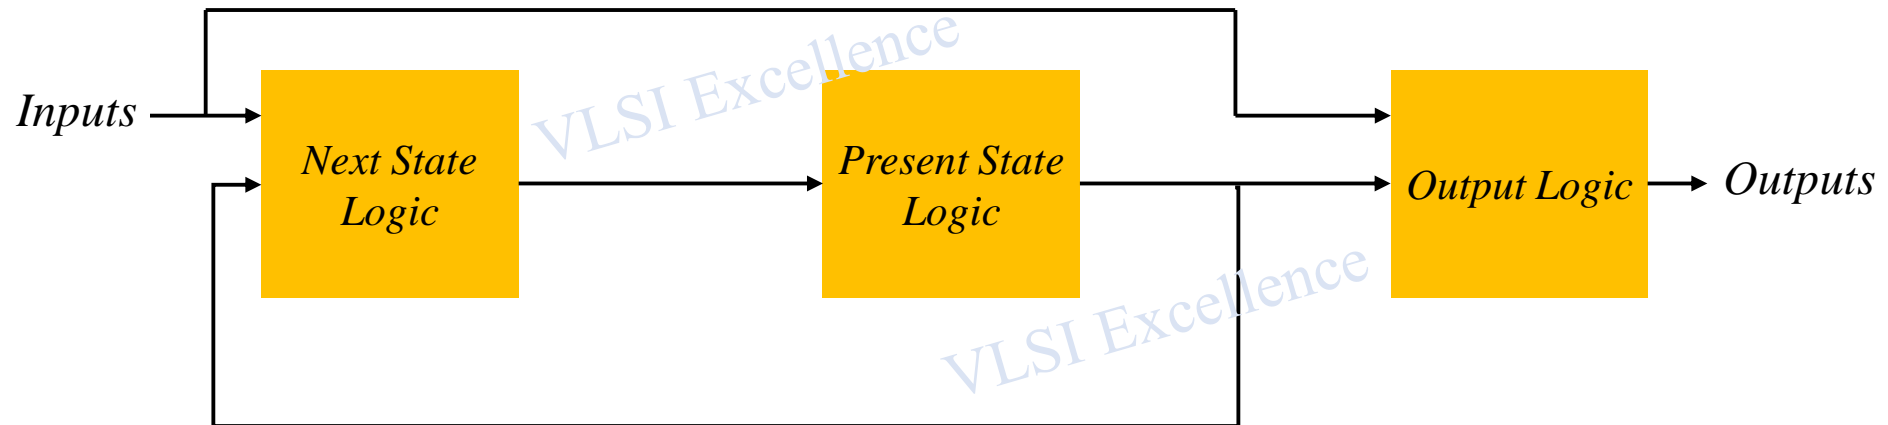 VLSI Excellence
Inputs
Next State
Logic
Present State
Logic
Output Logic
Outputs
VLSI Excellence